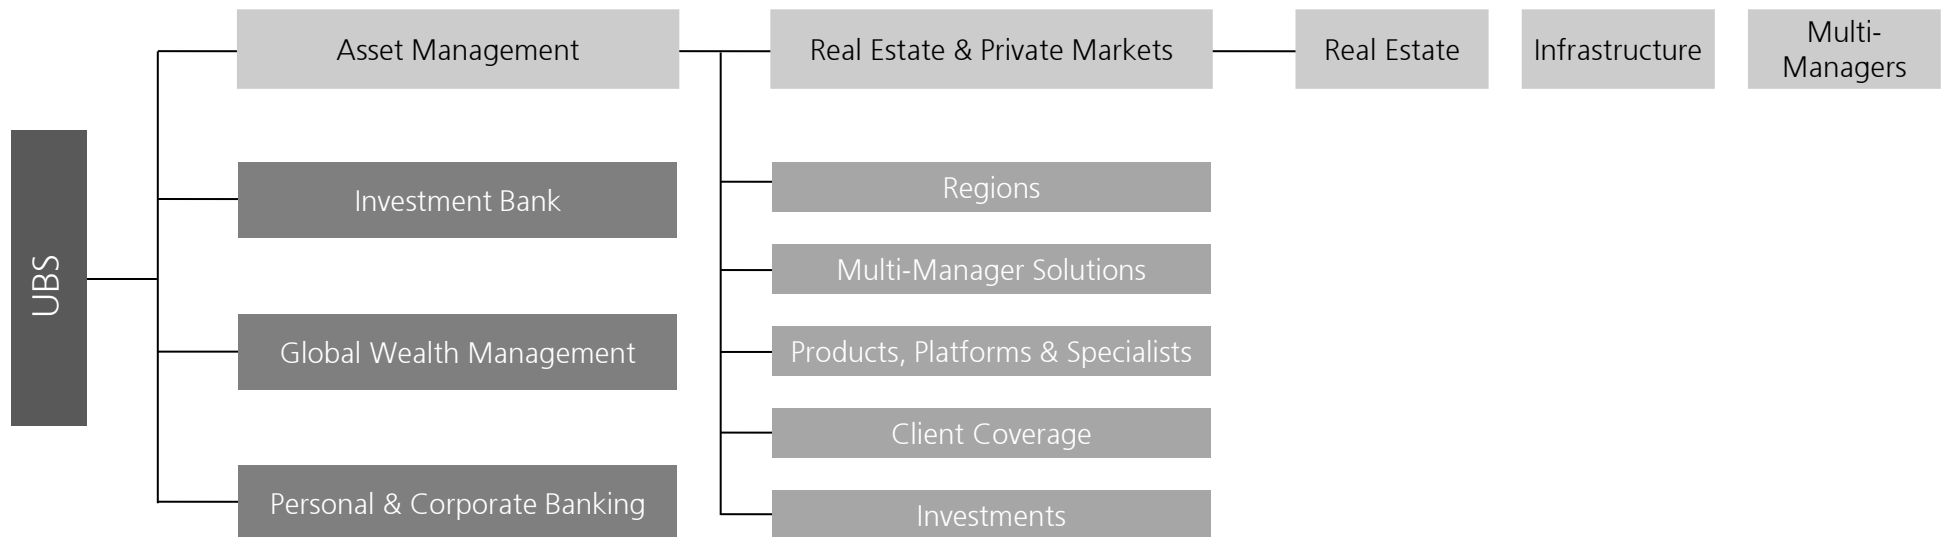 UBS
Asset Management
Investment Bank
Global Wealth Management
Personal & Corporate Banking
Real Estate & Private Markets
Regions
Multi-Manager Solutions
Products, Platforms & Specialists
Client Coverage
Investments
Real Estate
Infrastructure
Multi-
Managers